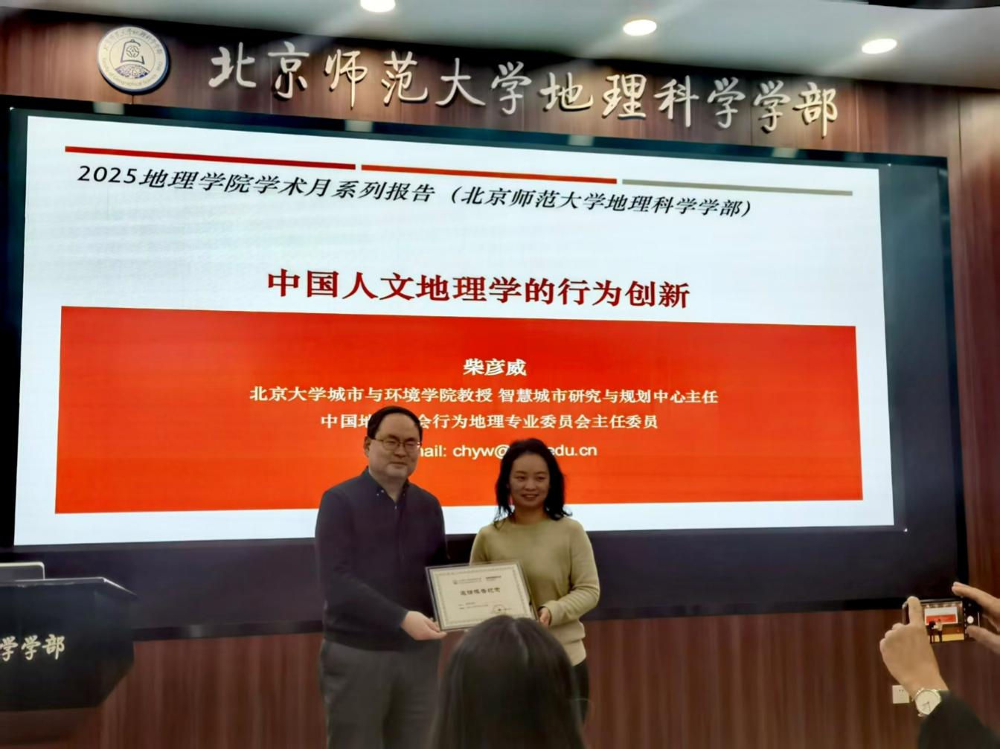 北京师范大学地理科学学部
2025地理学院学术月系列报告（北京师范大学地理科学学部）
中国人文地理学的行为创新
柴彦威
北京大学城市与环境学院教授 智慧城市研究与规划中心主任
中国地 会行为地理专业委员会主任委员
ail: chyw@ edu.cn
学学部